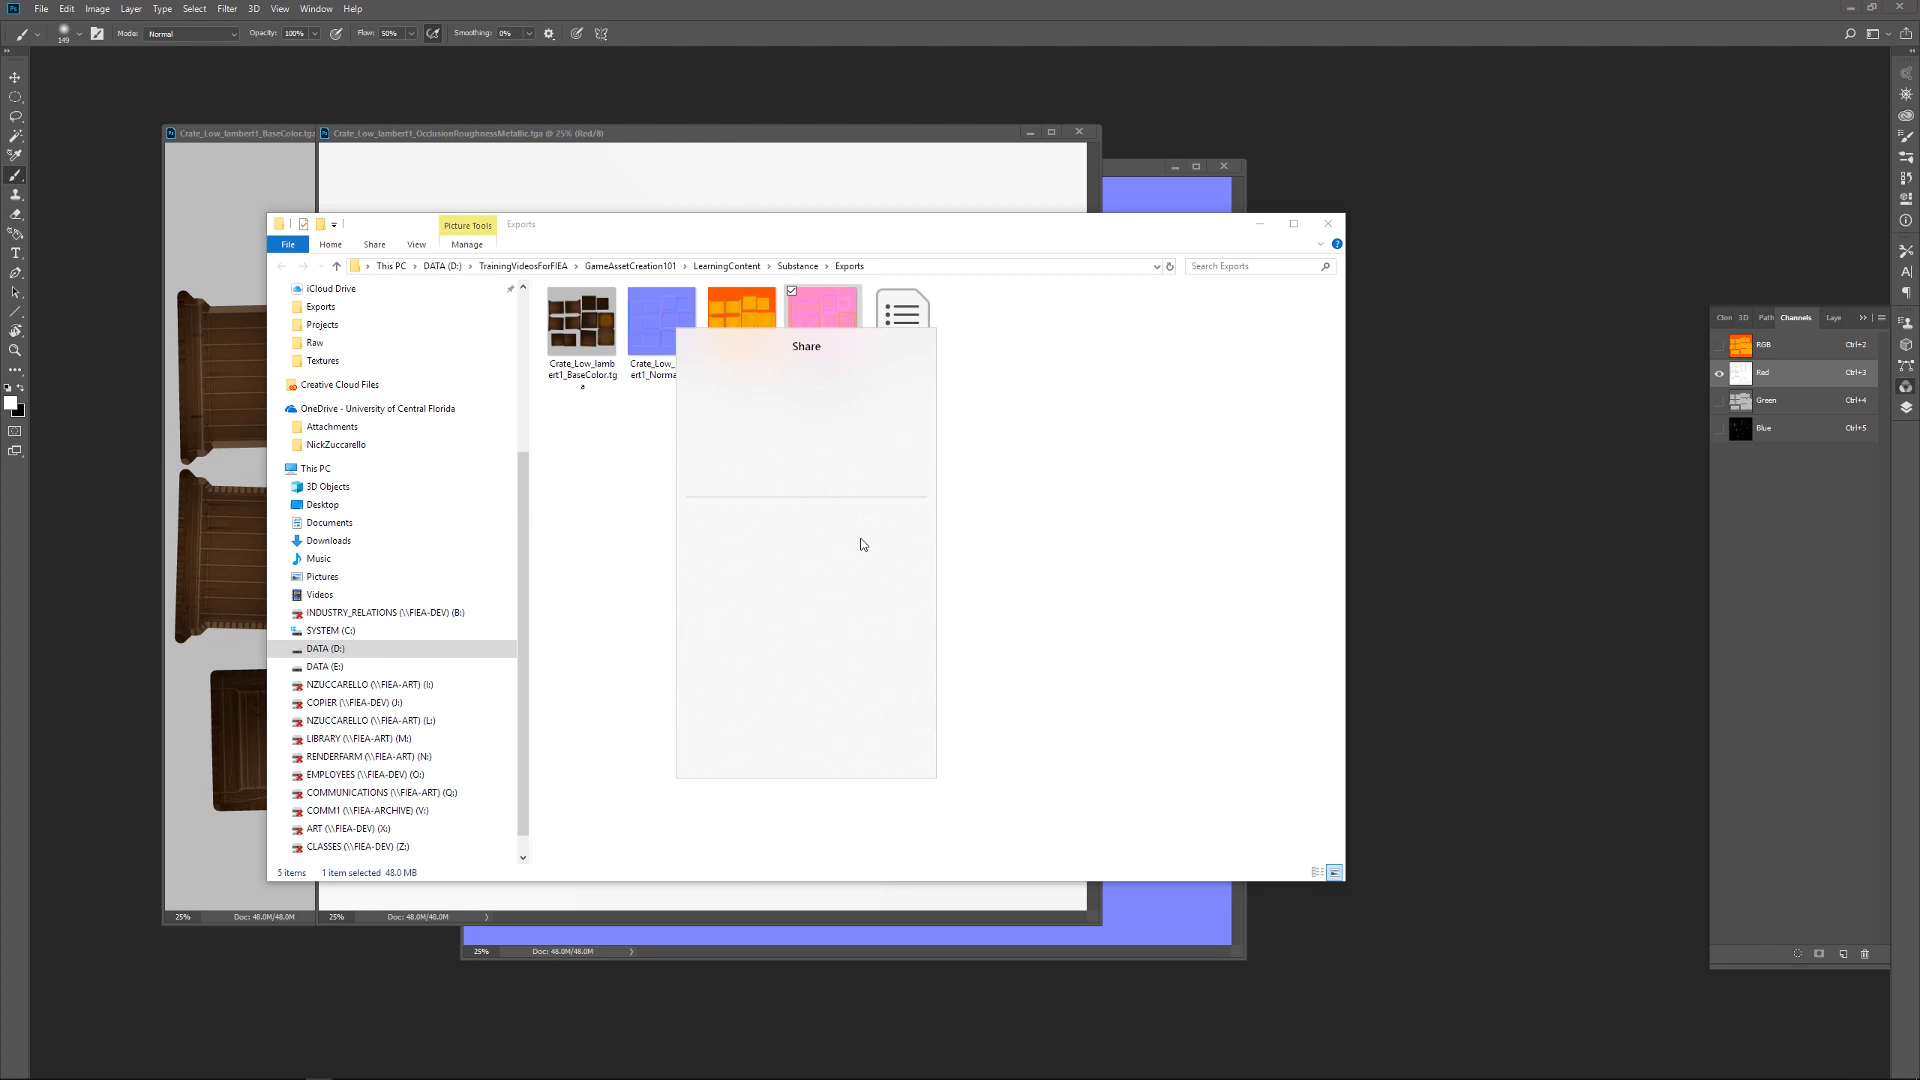 File Edit Image Layer Type Select Filter 3D View Window Help
149 Mode: Normal Opacity: 100% Flow: 50% Smoothing: 0%
Crate_Low_lambert1_BaseColor.tga
Crate_Low_lambert1_OcclusionRoughnessMetallic.tga @ 25% (Red/8)
Picture Tools Exports
File Home Share View Manage
This PC DATA (D:) TrainingVideosForFIEA GameAssetCreation101 LearningContent Substance Exports Search Exports
iCloud Drive
Exports
Projects
Raw
Textures
Creative Cloud Files
OneDrive - University of Central Florida
Attachments
NickZuccarello
This PC
3D Objects
Desktop
Documents
Downloads
Music
Pictures
Videos
INDUSTRY_RELATIONS (\\FIEA-DEV) (B:)
SYSTEM (C:)
DATA (D:)
DATA (E:)
NZUCCARELLO (\\FIEA-ART) (I:)
COPIER (\\FIEA-DEV) (J:)
NZUCCARELLO (\\FIEA-ART) (L:)
LIBRARY (\\FIEA-ART) (M:)
RENDERFARM (\\FIEA-ART) (N:)
EMPLOYEES (\\FIEA-DEV) (O:)
COMMUNICATIONS (\\FIEA-ART) (Q:)
COMM1 (\\FIEA-ARCHIVE) (V:)
ART (\\FIEA-DEV) (X:)
CLASSES (\\FIEA-DEV) (Z:)
Crate_Low_lamb
ert1_BaseColor.tg
a
Crate_Low_
ert1_Norma
Share
5 items 1 item selected 48.0 MB
25% Doc: 48.0M/48.0M
25% Doc: 48.0M/48.0M
25% Doc: 48.0M/48.0M
Clon 3D Path Channels Laye
RGB Ctrl+2
Red Ctrl+3
Green Ctrl+4
Blue Ctrl+5